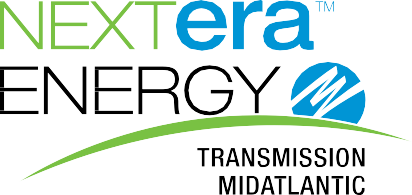 NEXTera™
ENERGY
TRANSMISSION
MIDATLANTIC